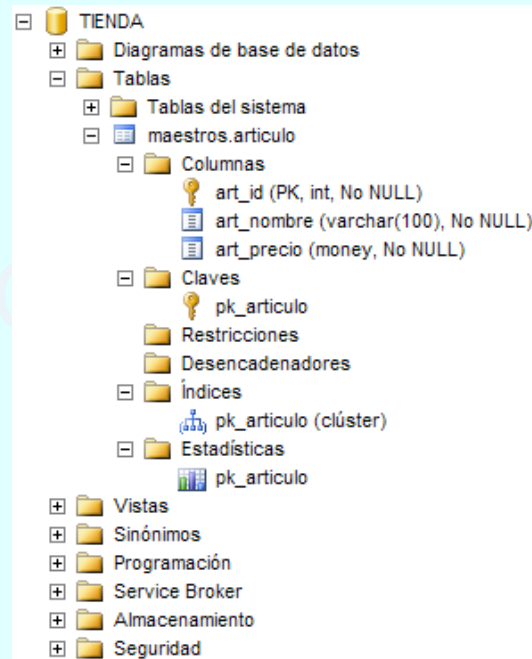 TIENDA
Diagramas de base de datos
Tablas
Tablas del sistema
maestros.articulo
Columnas
art_id (PK, int, No NULL)
art_nombre (varchar(100), No NULL)
art_precio (money, No NULL)
Claves
pk_articulo
Restricciones
Desencadenadores
Índices
pk_articulo (clúster)
Estadísticas
pk_articulo
Vistas
Sinónimos
Programación
Service Broker
Almacenamiento
Seguridad